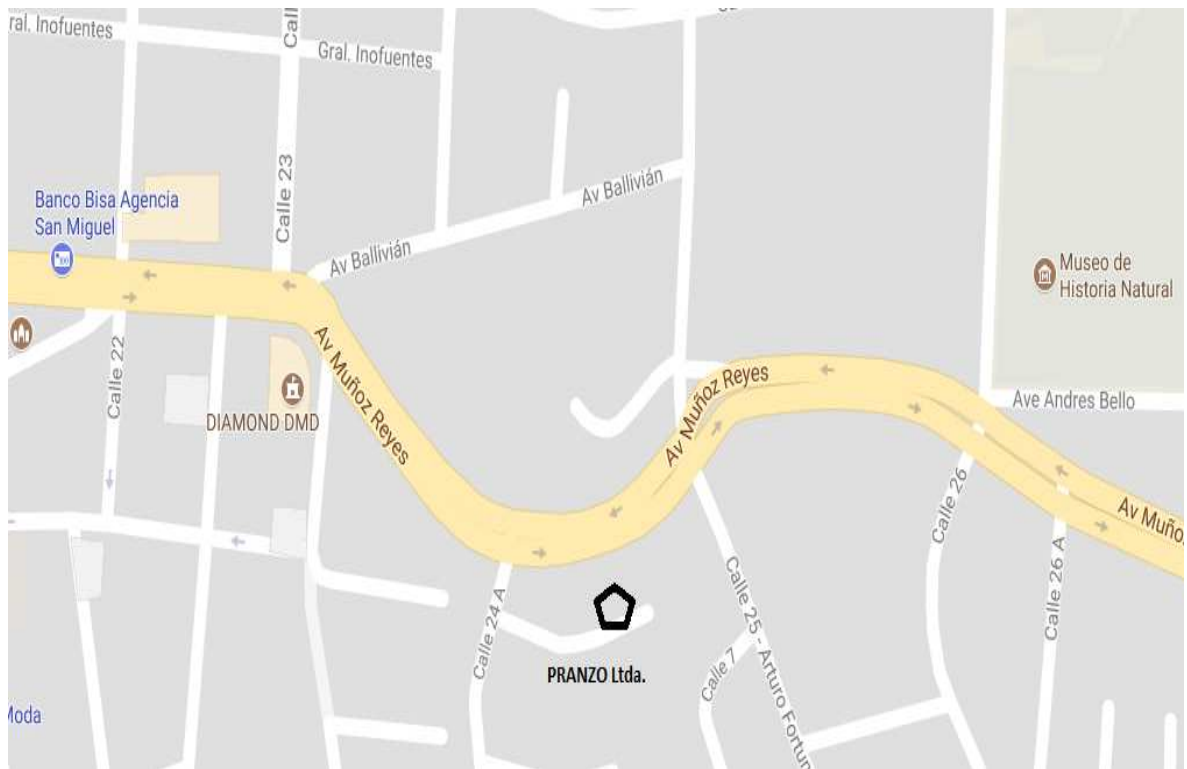 ral. Inofuentes
Gral. Inofuentes
Calle 23
Av Ballivián
Av Ballivián
Banco Bisa Agencia
San Miguel
Museo de
Historia Natural
Av Muñoz Reyes
Av Muñoz Reyes
Ave Andres Bello
Calle 22
DIAMOND DMD
Calle 26
Av Muñoz
Calle 26 A
Calle 24 A
Calle 25 - Arturo Fortun
Calle 7
PRANZO Ltda.
Moda